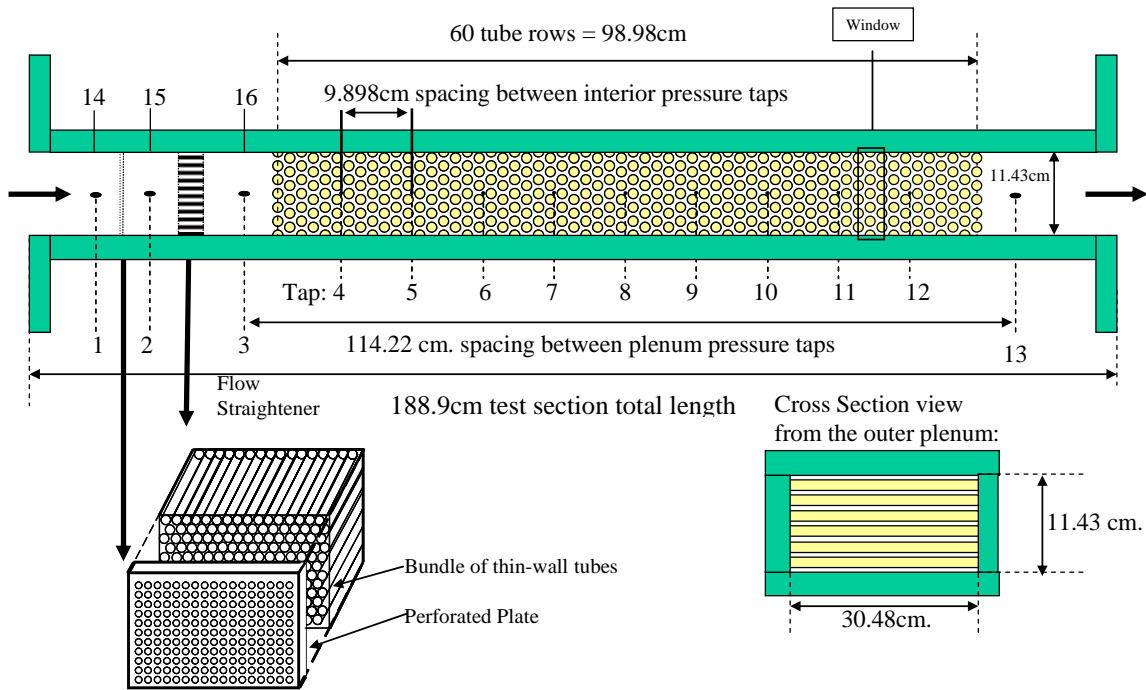 60 tube rows = 98.98cm
Window
14
15
16
9.898cm spacing between interior pressure taps
11.43cm
Tap: 4
5
6
7
8
9
10
11
12
1
2
3
114.22 cm. spacing between plenum pressure taps
13
Flow
Straightener
188.9cm test section total length
Cross Section view
from the outer plenum:
11.43 cm.
Bundle of thin-wall tubes
Perforated Plate
30.48cm.